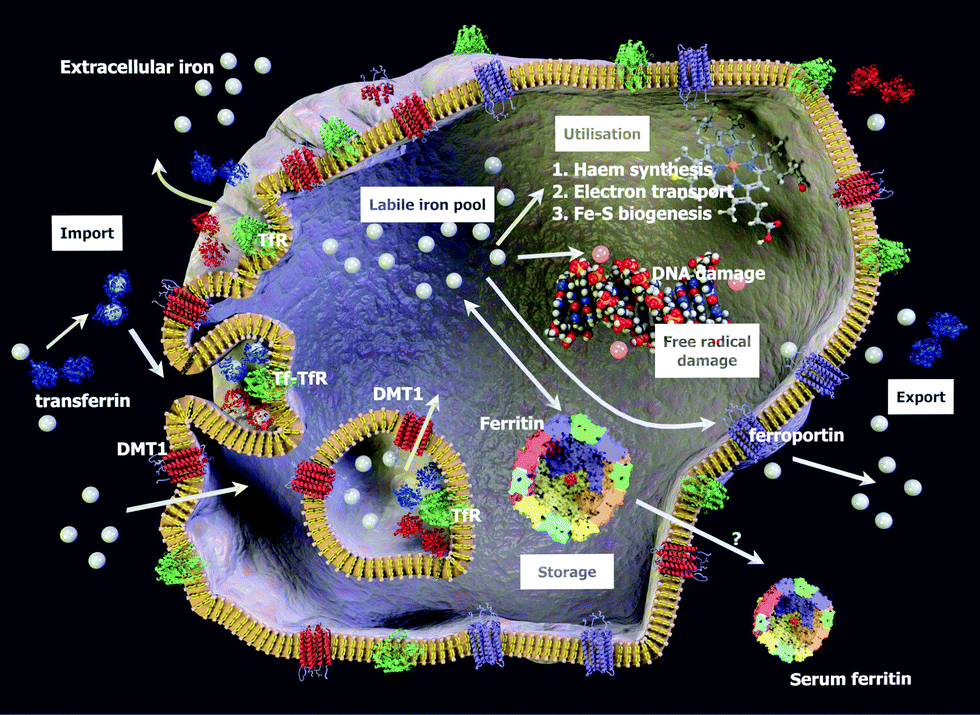 Extracellular iron
Utilisation
1. Haem synthesis
2. Electron transport
3. Fe-S biogenesis
Labile iron pool
Import
TfR
DNA damage
Free radical
damage
transferrin
Tf-TfR
DMT1
Ferritin
Export
ferroportin
DMT1
TfR
?
Storage
Serum ferritin